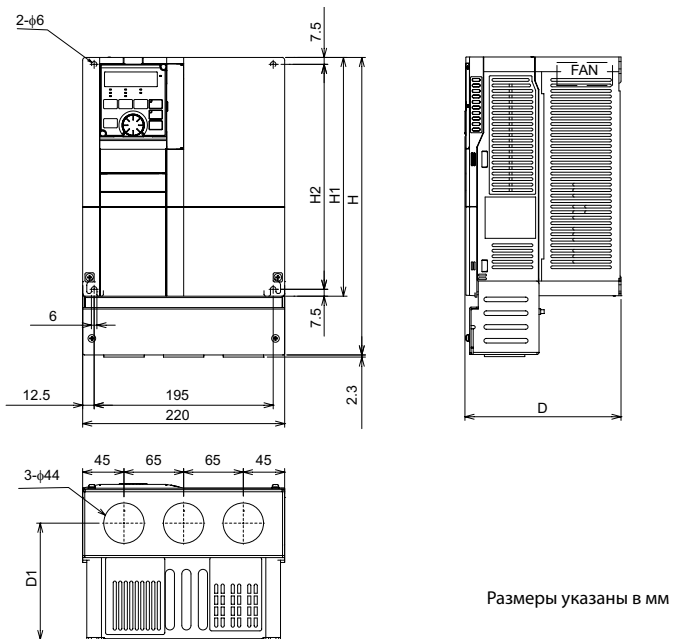 2-ϕ6
7.5
FAN
H2
H1
H
6
7.5
12.5
195
2.3
220
D
45
65
65
45
3-ϕ44
D1
Размеры указаны в мм